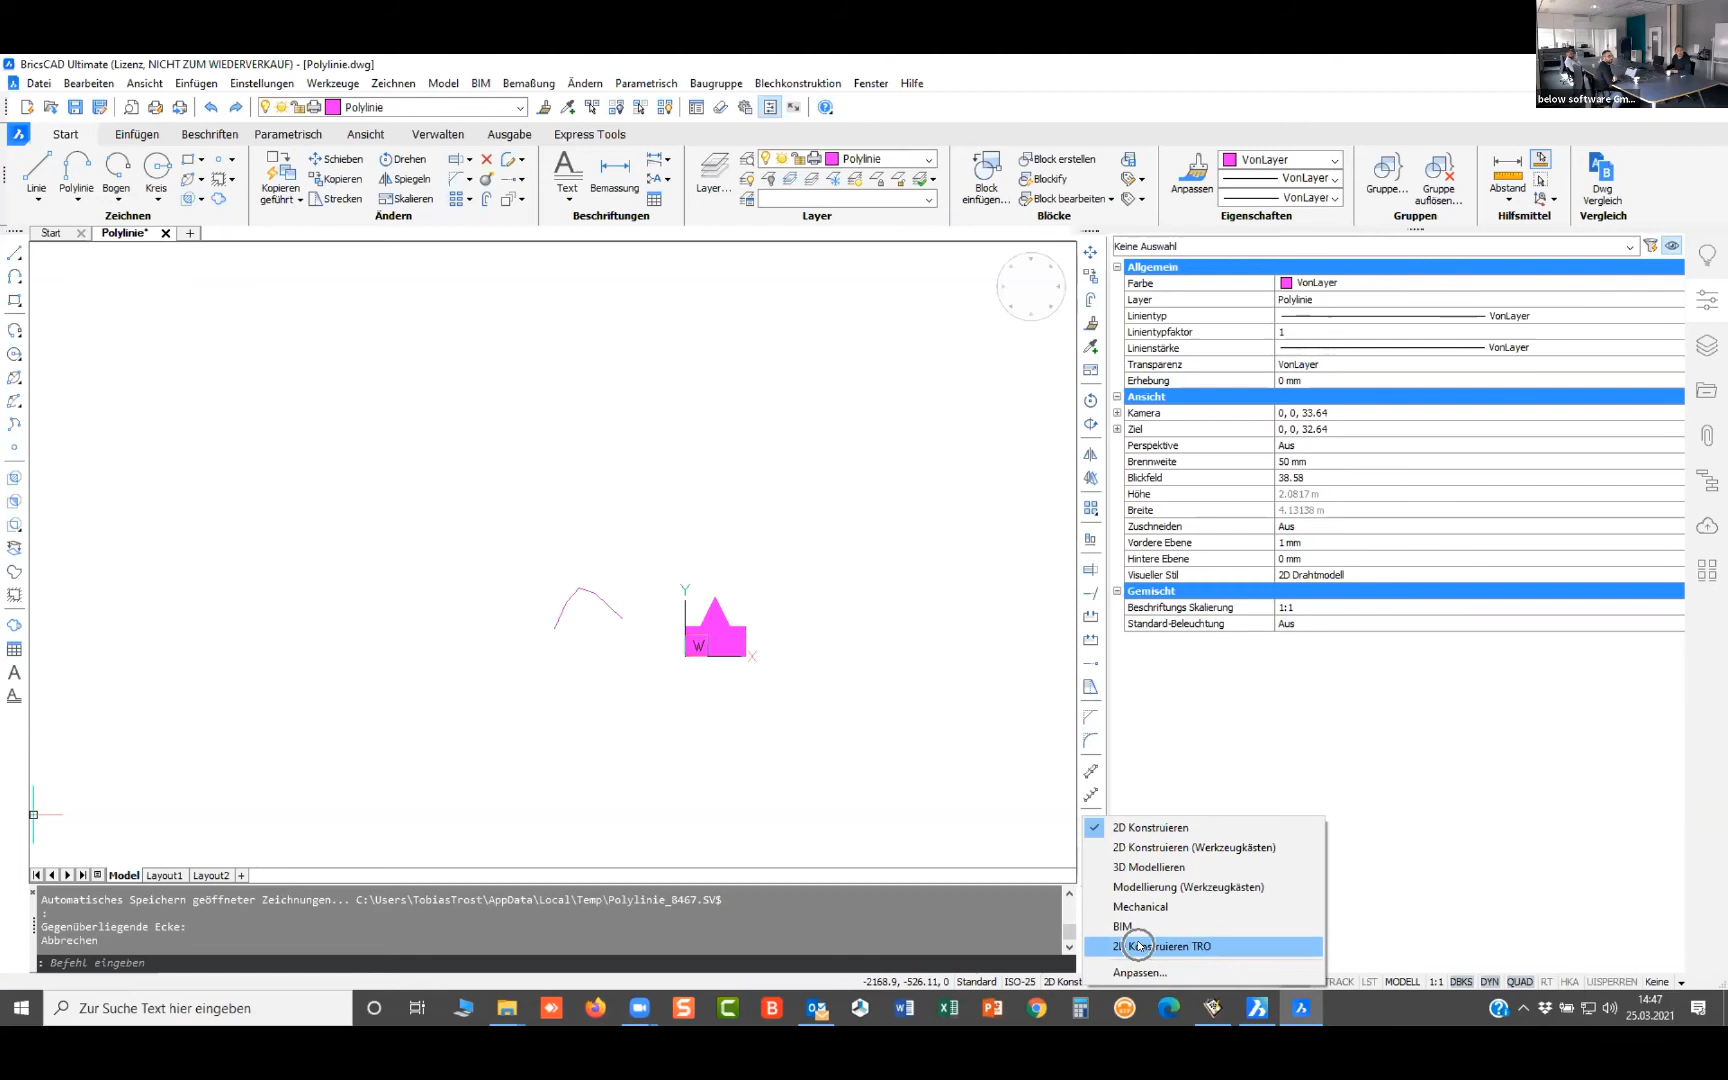 below software Gm...
BricsCAD Ultimate (Lizenz, NICHT ZUM WIEDERVERKAUF) - [Polylinie.dwg]
Datei Bearbeiten Ansicht Einfügen Einstellungen Werkzeuge Zeichnen Model BIM Bemaßung Ändern Parametrisch Baugruppe Blechkonstruktion Fenster Hilfe
Polylinie
Start Einfügen Beschriften Parametrisch Ansicht Verwalten Ausgabe Express Tools
Linie Polylinie Bogen Kreis
Kopieren geführt
Schieben Drehen
Kopieren Spiegeln
Strecken Skalieren
Text Bemassung
Layer...
Polylinie
Block einfügen...
Block erstellen
Blockify
Block bearbeiten
Anpassen
VonLayer
VonLayer
VonLayer
Gruppe... Gruppe auflösen...
Abstand
Dwg Vergleich
Zeichnen Ändern Beschriftungen Layer Blöcke Eigenschaften Gruppen Hilfsmittel Vergleich
Start Polylinie*
Keine Auswahl
Allgemein
Farbe VonLayer
Layer Polylinie
Linientyp VonLayer
Linientypfaktor 1
Linienstärke VonLayer
Transparenz VonLayer
Erhebung 0 mm
Ansicht
Kamera 0, 0, 33.64
Ziel 0, 0, 32.64
Perspektive Aus
Brennweite 50 mm
Blickfeld 38.58
Höhe 2.0817 m
Breite 4.13138 m
Zuschneiden Aus
Vordere Ebene 1 mm
Hintere Ebene 0 mm
Visueller Stil 2D Drahtmodell
Gemischt
Beschriftungs Skalierung 1:1
Standard-Beleuchtung Aus
Y
W
X
2D Konstruieren
2D Konstruieren (Werkzeugkästen)
3D Modellieren
Modellierung (Werkzeugkästen)
Mechanical
BIM
2D Konstruieren TRO
Anpassen...
Model Layout1 Layout2
Automatisches Speichern geöffneter Zeichnungen... C:\Users\TobiasTrost\AppData\Local\Temp\Polylinie_8467.SV$
:
Gegenüberliegende Ecke:
Abbrechen
: Befehl eingeben
-2168.9, -526.11, 0 Standard ISO-25 2D Konst TRACK LST MODELL 1:1 DBKS DYN QUAD RT HKA UISPERREN Keine
Zur Suche Text hier eingeben
14:47
25.03.2021